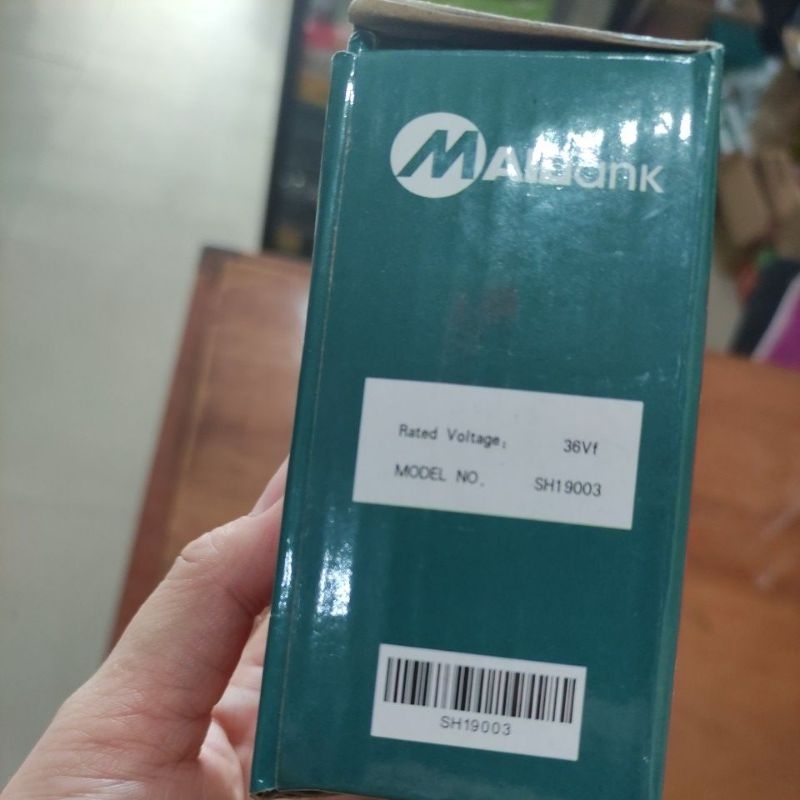 MAIBank
Rated Voltage: 36Vf
MODEL NO. SH19003
SH19003